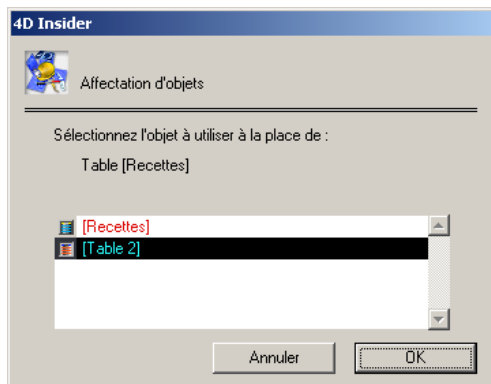 4D Insider
Affectation d'objets
Sélectionnez l'objet à utiliser à la place de :
Table [Recettes]
[Recettes]
[Table 2]
Annuler OK